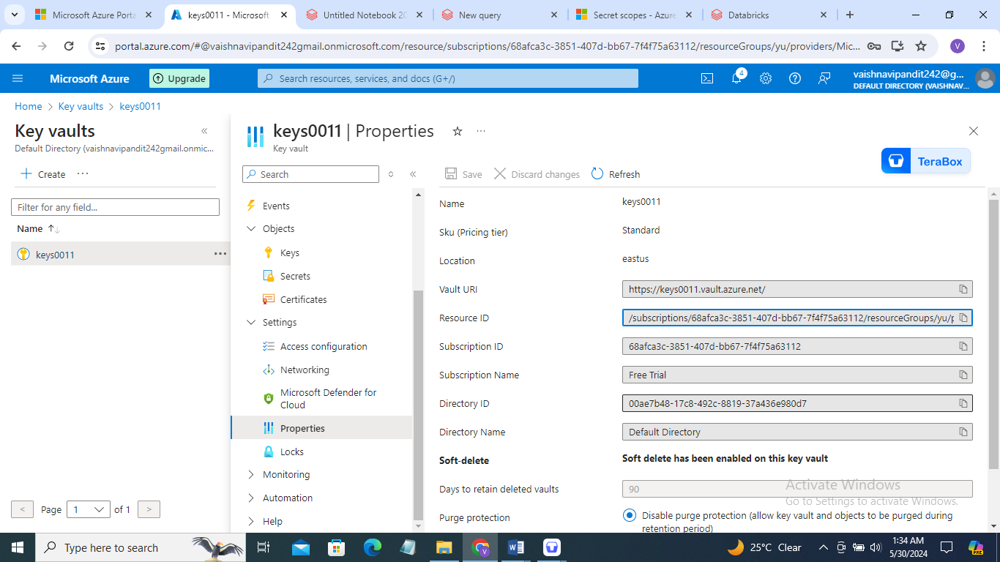 Microsoft Azure Porta
keys0011 - Microsoft
Untitled Notebook 20
New query
Secret scopes - Azure
Databricks
portal.azure.com/#@vaishnavipandit242gmail.onmicrosoft.com/resource/subscriptions/68afca3c-3851-407d-bb67-7f4f75a63112/resourceGroups/yu/providers/Mic...
V
Microsoft Azure
Upgrade
Search resources, services, and docs (G+/)
4
vaishnavipandit242@g...
DEFAULT DIRECTORY (VAISHNAV...
Home > Key vaults > keys0011
Key vaults
Default Directory (vaishnavipandit242gmail.onmic...
+ Create ...
Filter for any field...
Name ↑↓
keys0011 ...
< Page 1 of 1 >
keys0011 | Properties ...
Key vault
TeraBox
Search
Save Discard changes Refresh
Events
Objects
Keys
Secrets
Certificates
Settings
Access configuration
Networking
Microsoft Defender for
Cloud
Properties
Locks
Monitoring
Automation
Help
Name keys0011
Sku (Pricing tier) Standard
Location eastus
Vault URI https://keys0011.vault.azure.net/
Resource ID /subscriptions/68afca3c-3851-407d-bb67-7f4f75a63112/resourceGroups/yu/p
Subscription ID 68afca3c-3851-407d-bb67-7f4f75a63112
Subscription Name Free Trial
Directory ID 00ae7b48-17c8-492c-8819-37a436e980d7
Directory Name Default Directory
Soft-delete Soft delete has been enabled on this key vault
Days to retain deleted vaults 90
Activate Windows
Go to Settings to activate Windows.
Purge protection Disable purge protection (allow key vault and objects to be purged during
retention period)
Type here to search
25°C Clear
1:34 AM
5/30/2024
PRE